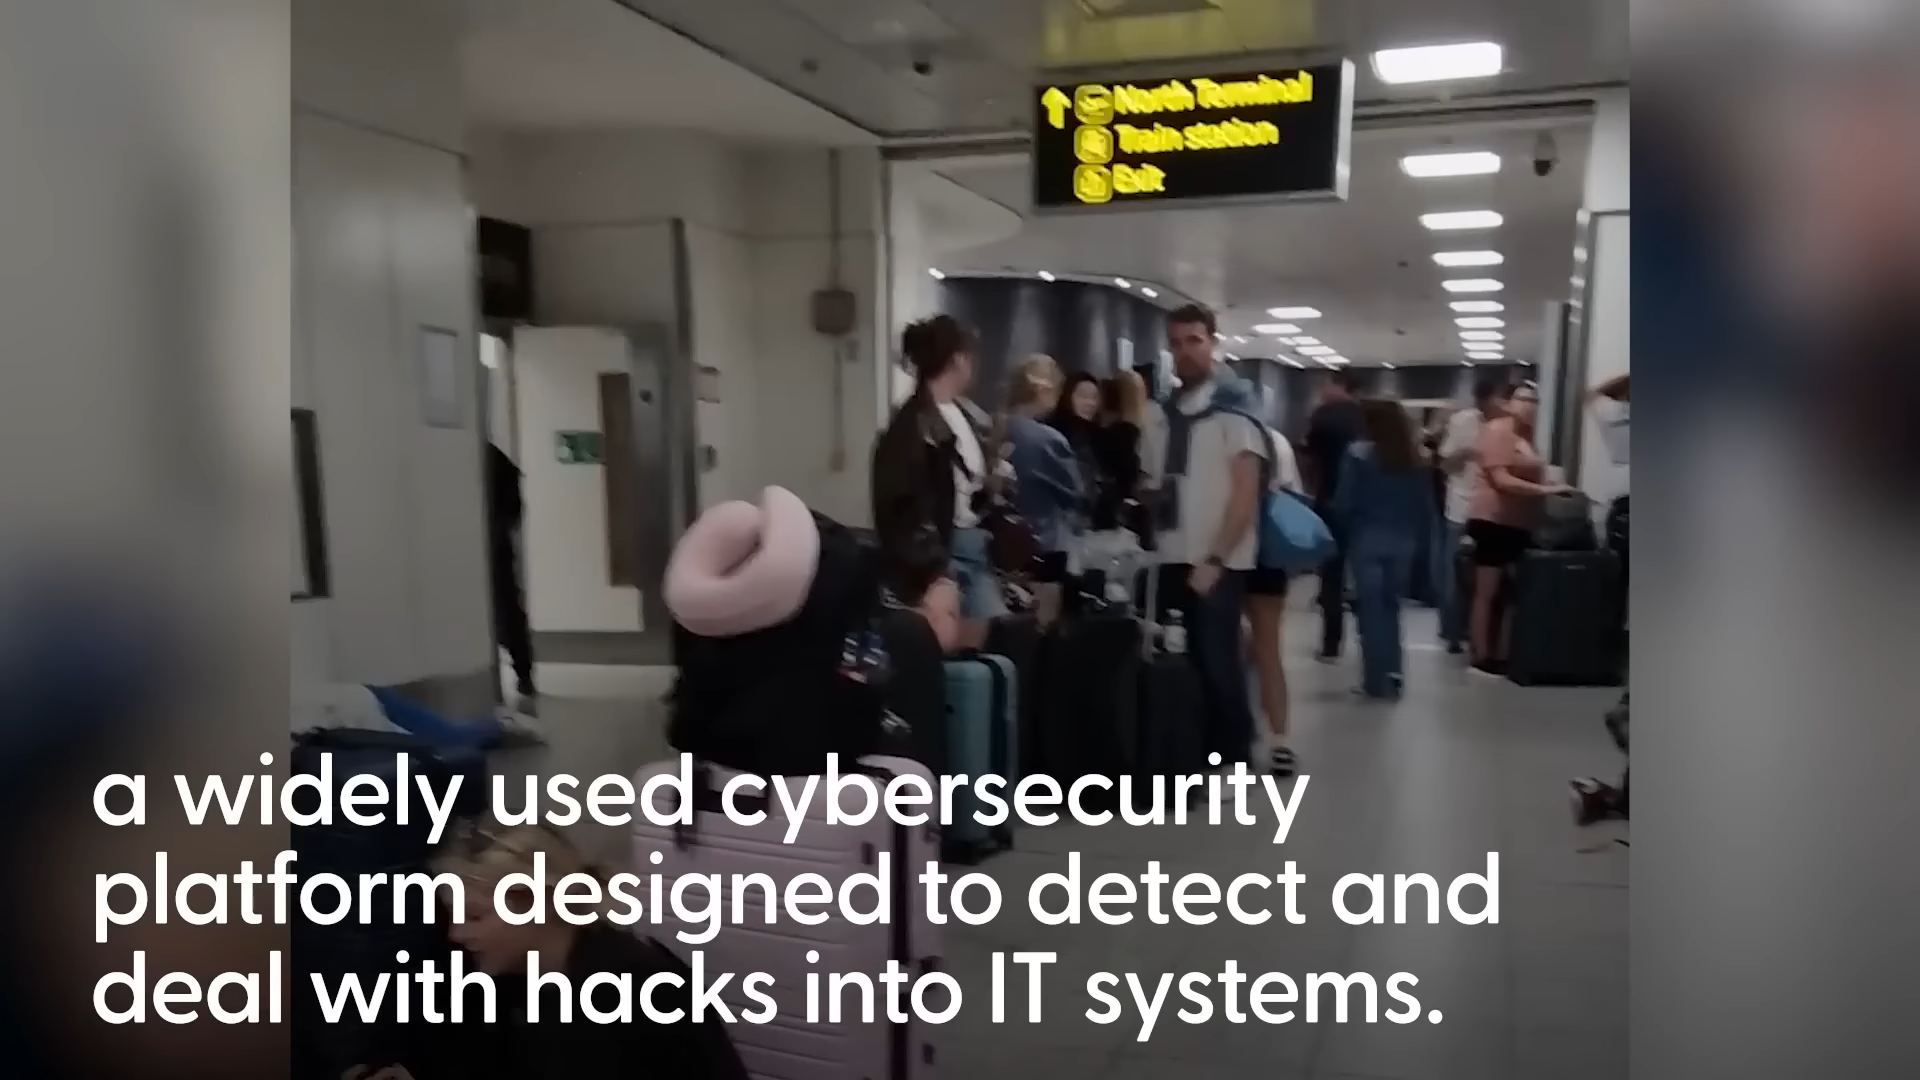 North Terminal
Train station
Exit
a widely used cybersecurity
platform designed to detect and
deal with hacks into IT systems.